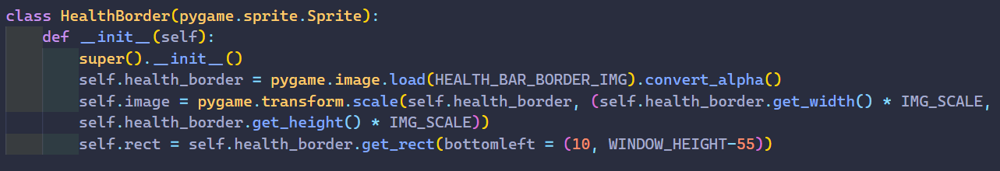 class HealthBorder(pygame.sprite.Sprite):
    def __init__(self):
        super().__init__()
        self.health_border = pygame.image.load(HEALTH_BAR_BORDER_IMG).convert_alpha()
        self.image = pygame.transform.scale(self.health_border, (self.health_border.get_width() * IMG_SCALE,
        self.health_border.get_height() * IMG_SCALE))
        self.rect = self.health_border.get_rect(bottomleft = (10, WINDOW_HEIGHT-55))